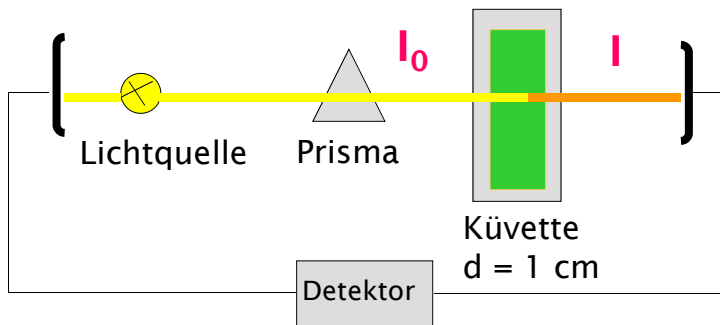 I₀
I
Lichtquelle
Prisma
Küvette
d = 1 cm
Detektor